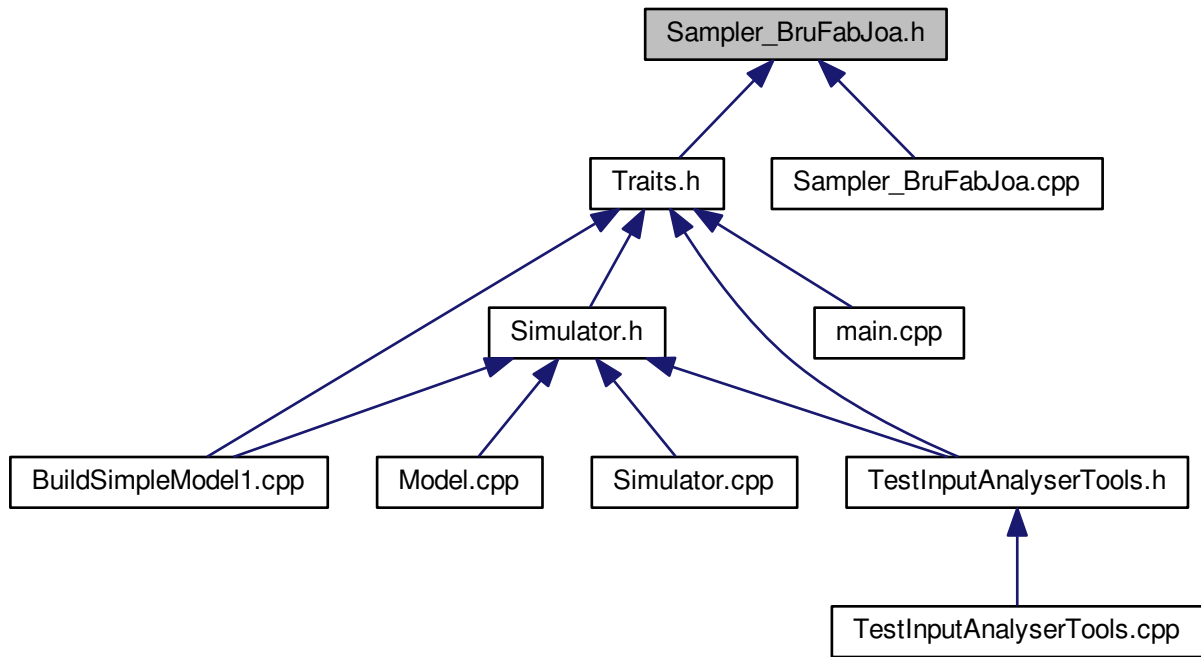 Sampler_BruFabJoa.h
Traits.h
Sampler_BruFabJoa.cpp
Simulator.h
main.cpp
BuildSimpleModel1.cpp
Model.cpp
Simulator.cpp
TestInputAnalyserTools.h
TestInputAnalyserTools.cpp